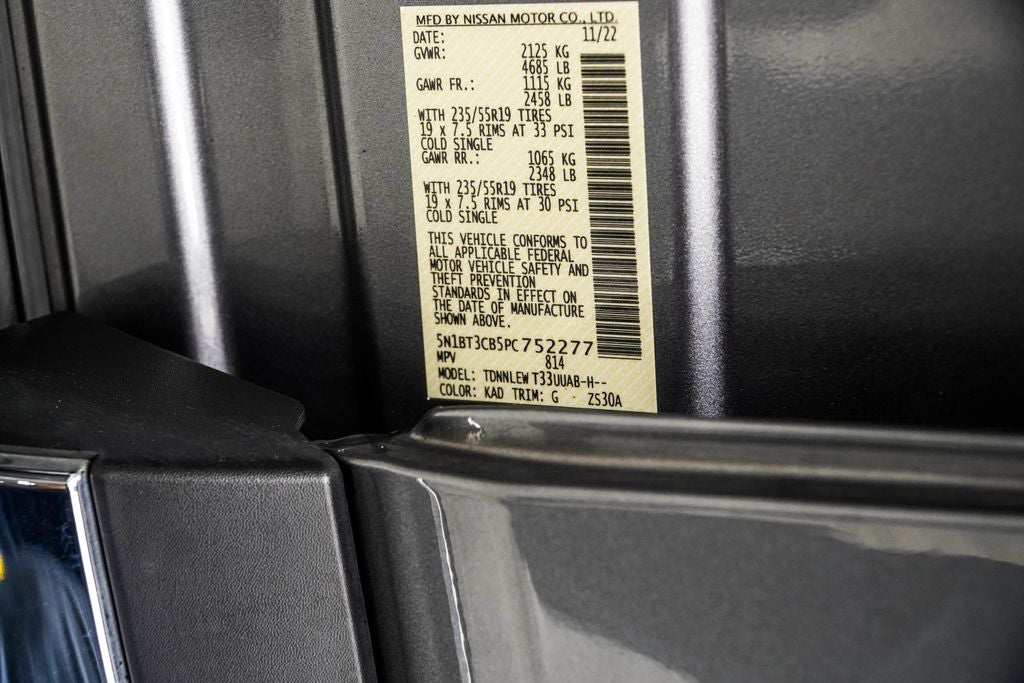 MFD BY NISSAN MOTOR CO., LTD.
DATE: 11/22
GVWR: 2125 KG
4685 LB
GAWR FR.: 1115 KG
2458 LB
WITH 235/55R19 TIRES
19 x 7.5 RIMS AT 33 PSI
COLD SINGLE
GAWR RR.: 1065 KG
2348 LB
WITH 235/55R19 TIRES
19 x 7.5 RIMS AT 30 PSI
COLD SINGLE
THIS VEHICLE CONFORMS TO
ALL APPLICABLE FEDERAL
MOTOR VEHICLE SAFETY AND
THEFT PREVENTION
STANDARDS IN EFFECT ON
THE DATE OF MANUFACTURE
SHOWN ABOVE.
5N1BT3CB5PC752277
MPV 814
MODEL: TDNNLEW T33UUAB-H--
COLOR: KAD TRIM: G · ZS30A